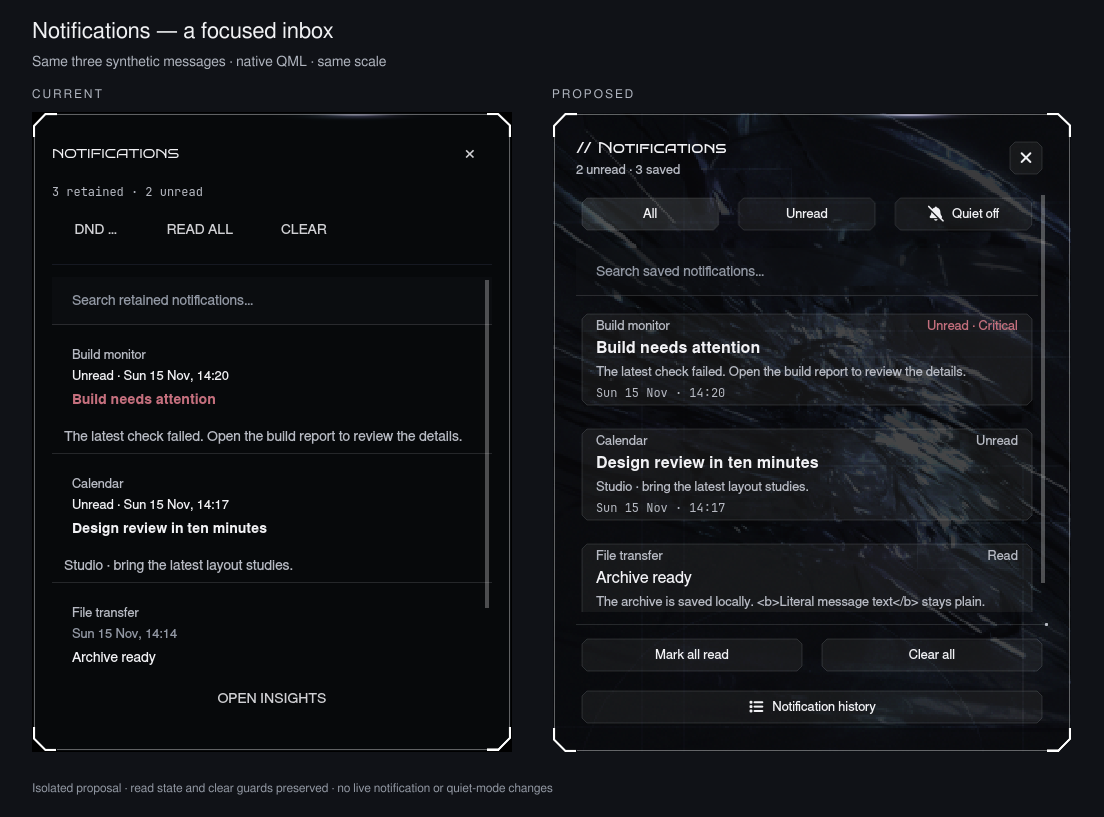 Notifications — a focused inbox
Same three synthetic messages · native QML · same scale
CURRENT
NOTIFICATIONS
×
3 retained · 2 unread
DND ...
READ ALL
CLEAR
Search retained notifications...
Build monitor
Unread · Sun 15 Nov, 14:20
Build needs attention
The latest check failed. Open the build report to review the details.
Calendar
Unread · Sun 15 Nov, 14:17
Design review in ten minutes
Studio · bring the latest layout studies.
File transfer
Sun 15 Nov, 14:14
Archive ready
OPEN INSIGHTS
PROPOSED
// Notifications
2 unread · 3 saved
×
All
Unread
Quiet off
Search saved notifications...
Build monitor
Unread · Critical
Build needs attention
The latest check failed. Open the build report to review the details.
Sun 15 Nov · 14:20
Calendar
Unread
Design review in ten minutes
Studio · bring the latest layout studies.
Sun 15 Nov · 14:17
File transfer
Read
Archive ready
The archive is saved locally. <b>Literal message text</b> stays plain.
Mark all read
Clear all
Notification history
Isolated proposal · read state and clear guards preserved · no live notification or quiet-mode changes